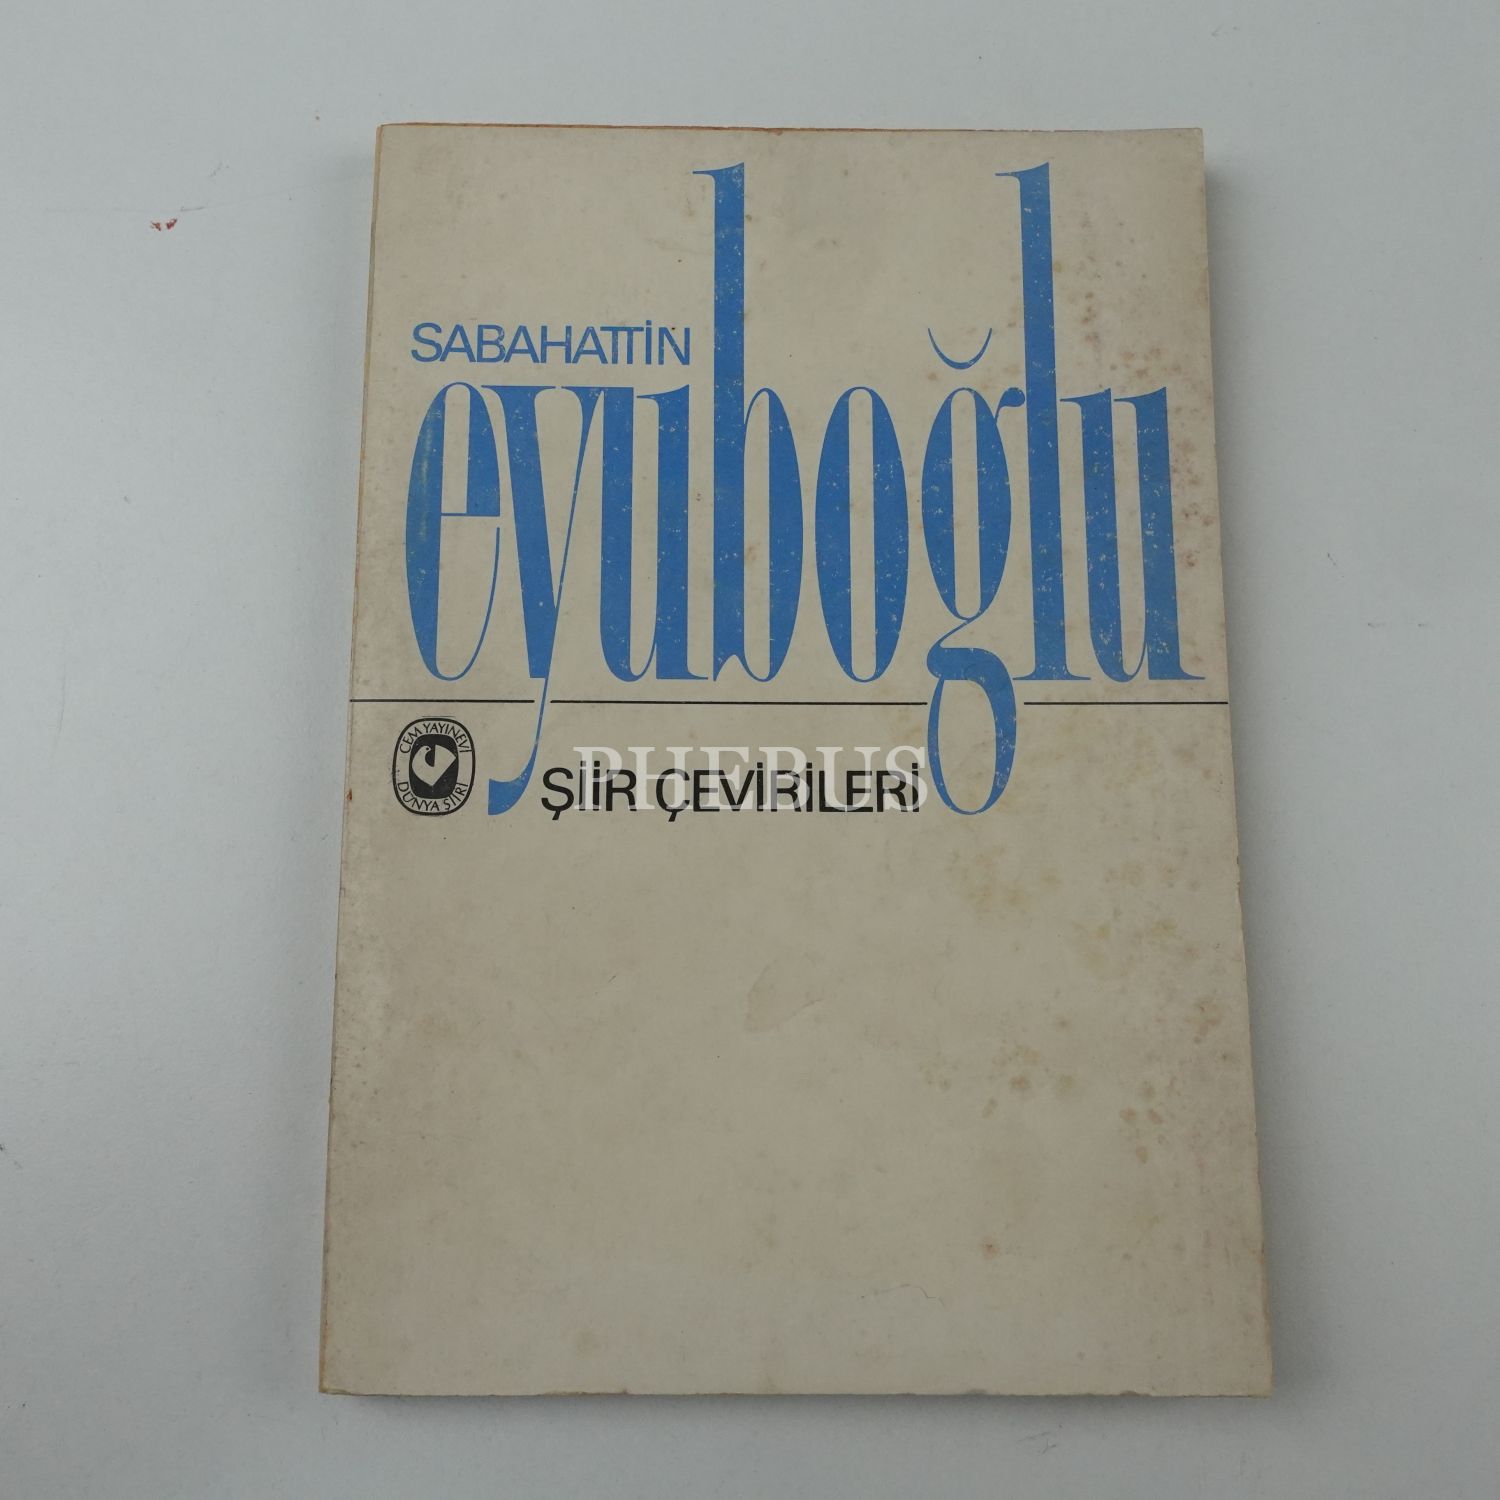 SABAHATTİN
eyuboğlu
CEM YAYINEVİ
DÜNYA ŞİİRİ
ŞİİR ÇEVİRİLERİ
PHEBUS